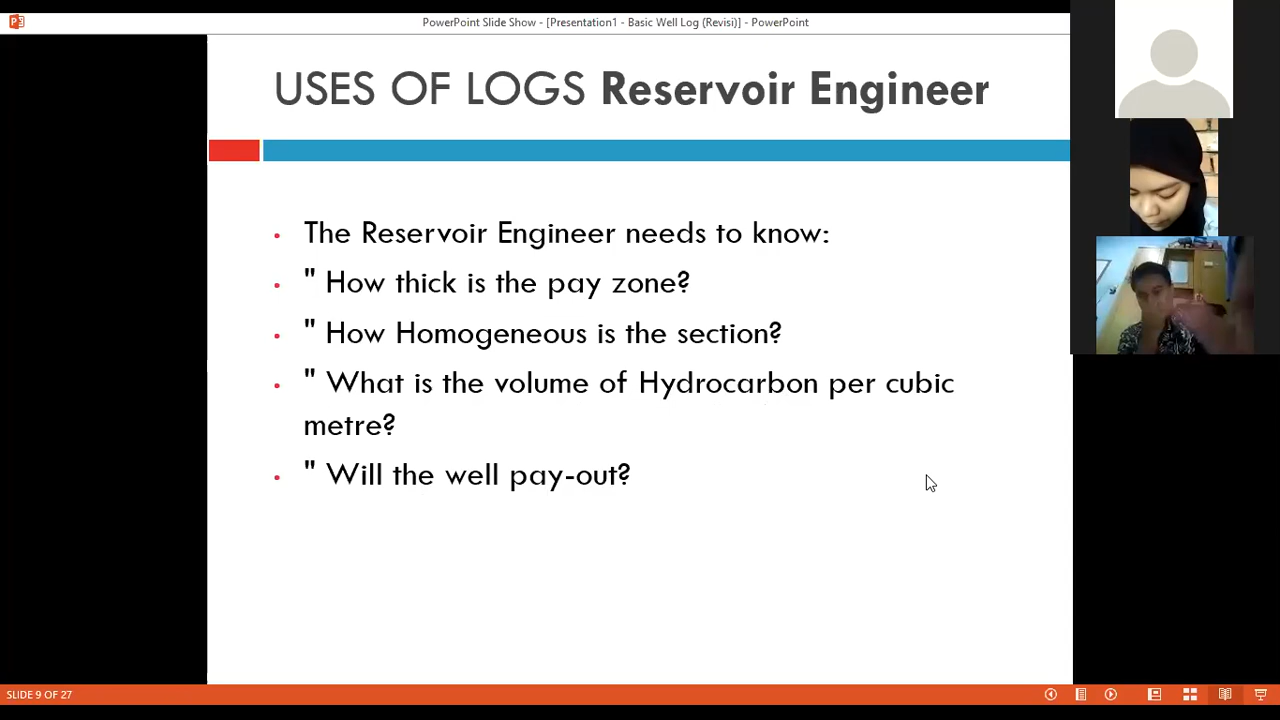 PowerPoint Slide Show - [Presentation1 - Basic Well Log (Revisi)] - PowerPoint
USES OF LOGS Reservoir Engineer
• The Reservoir Engineer needs to know:
• " How thick is the pay zone?
• " How Homogeneous is the section?
• " What is the volume of Hydrocarbon per cubic
metre?
• " Will the well pay-out?
SLIDE 9 OF 27